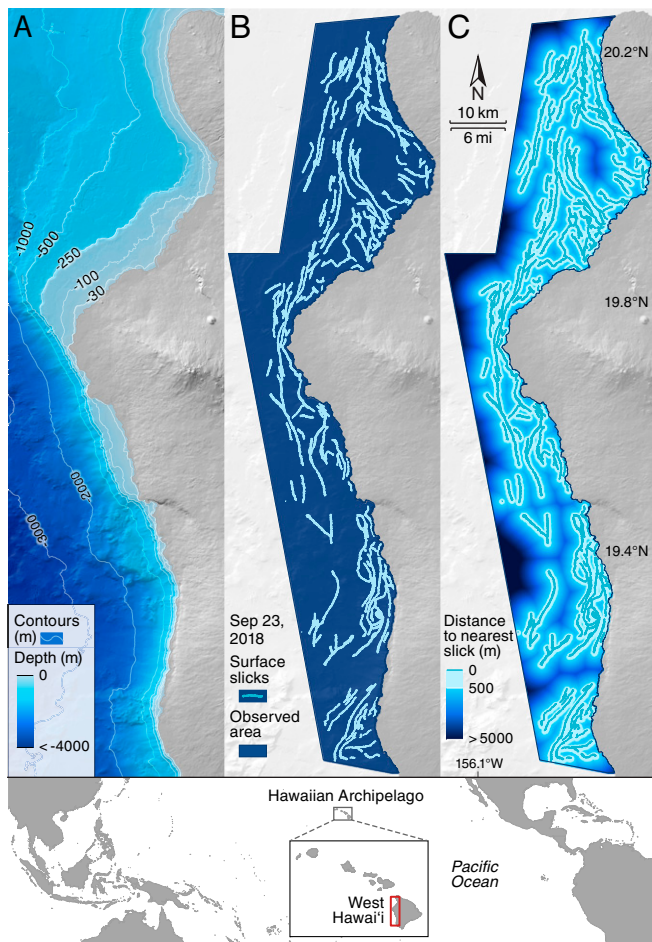 A
-1000
-500
-250
-100
-30
2000
-3000
Contours
(m)
Depth (m)
0
< -4000
B
Sep 23,
2018
Surface
slicks
Observed
area
C
20.2°N
N
10 km
6 mi
19.8°N
19.4°N
Distance
to nearest
slick (m)
0
500
> 5000
156.1°W
Hawaiian Archipelago
West
Hawai‘i
Pacific
Ocean